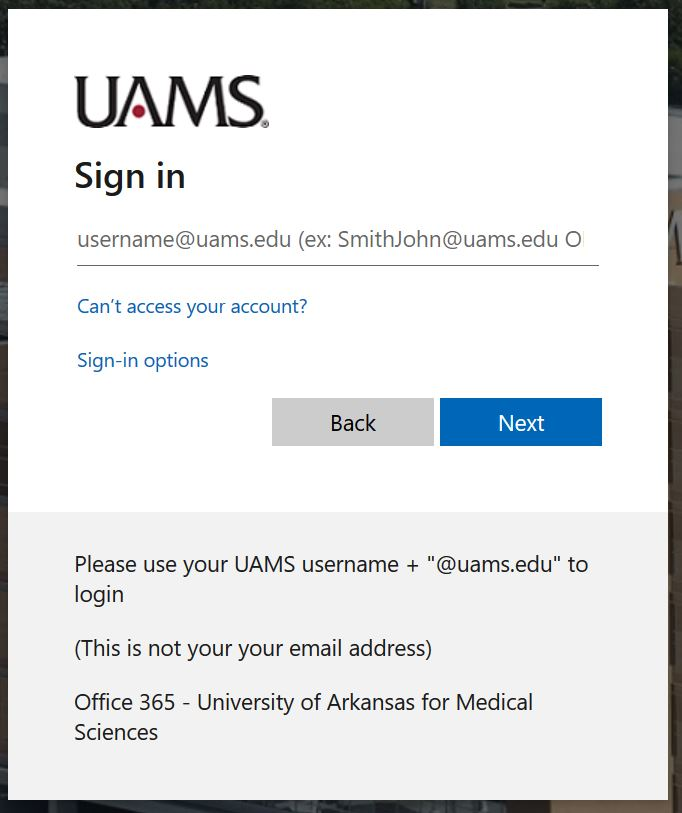 UAMS®
Sign in
username@uams.edu (ex: SmithJohn@uams.edu
Can't access your account?
Sign-in options
Back
Next
Please use your UAMS username + "@uams.edu" to
login
(This is not your your email address)
Office 365 - University of Arkansas for Medical
Sciences